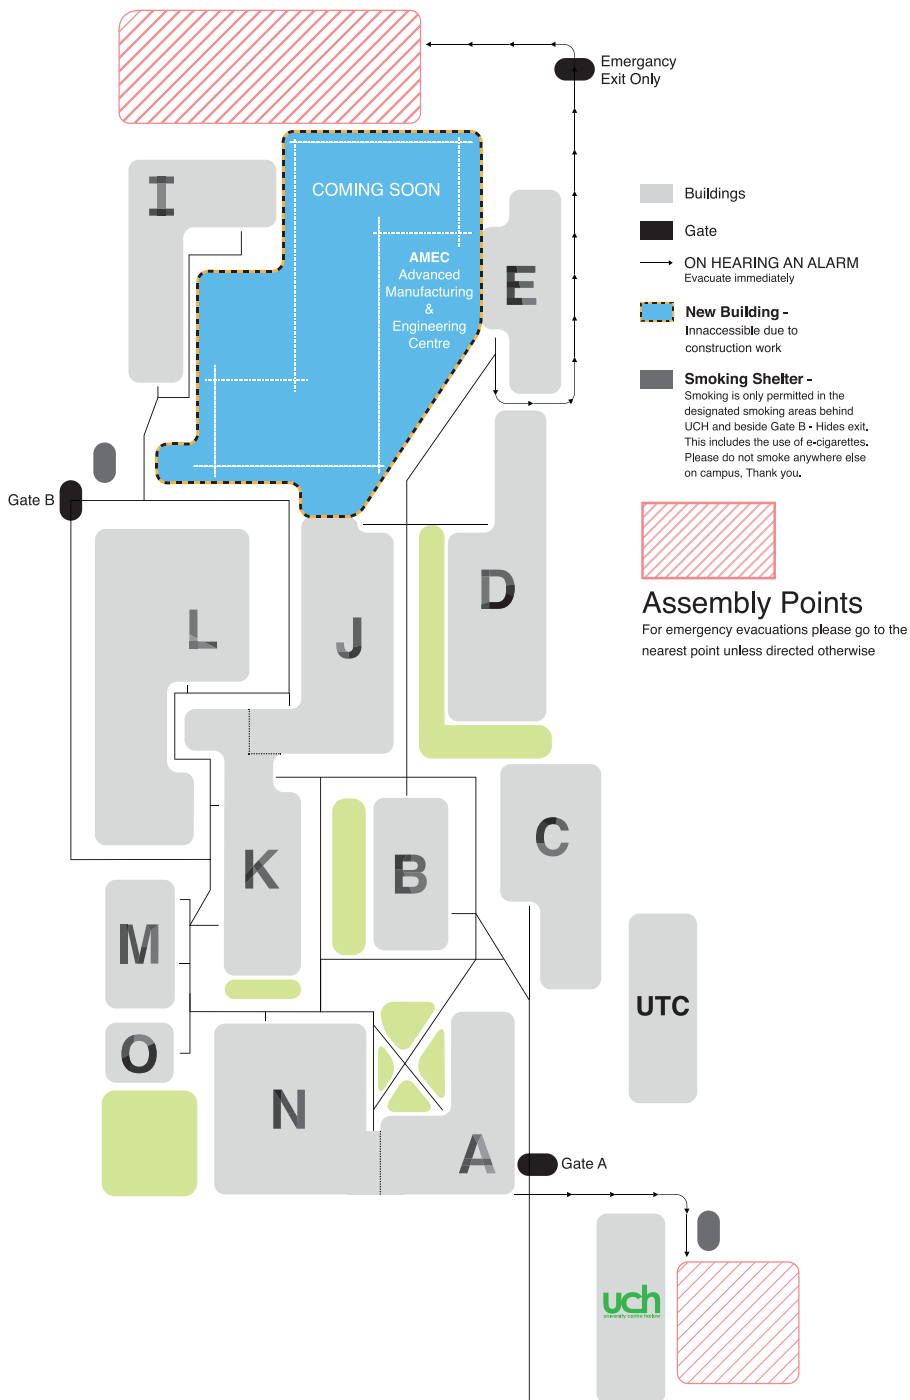 Emergancy
Exit Only
I
COMING SOON
AMEC
Advanced
Manufacturing
&
Engineering
Centre
E
Buildings
Gate
ON HEARING AN ALARM
Evacuate immediately
New Building -
Innaccessible due to
construction work
Smoking Shelter -
Smoking is only permitted in the
designated smoking areas behind
UCH and beside Gate B - Hides exit.
This includes the use of e-cigarettes.
Please do not smoke anywhere else
on campus, Thank you.
Gate B
Assembly Points
For emergency evacuations please go to the
nearest point unless directed otherwise
D
L
J
C
K
B
M
UTC
O
N
A
Gate A
uch